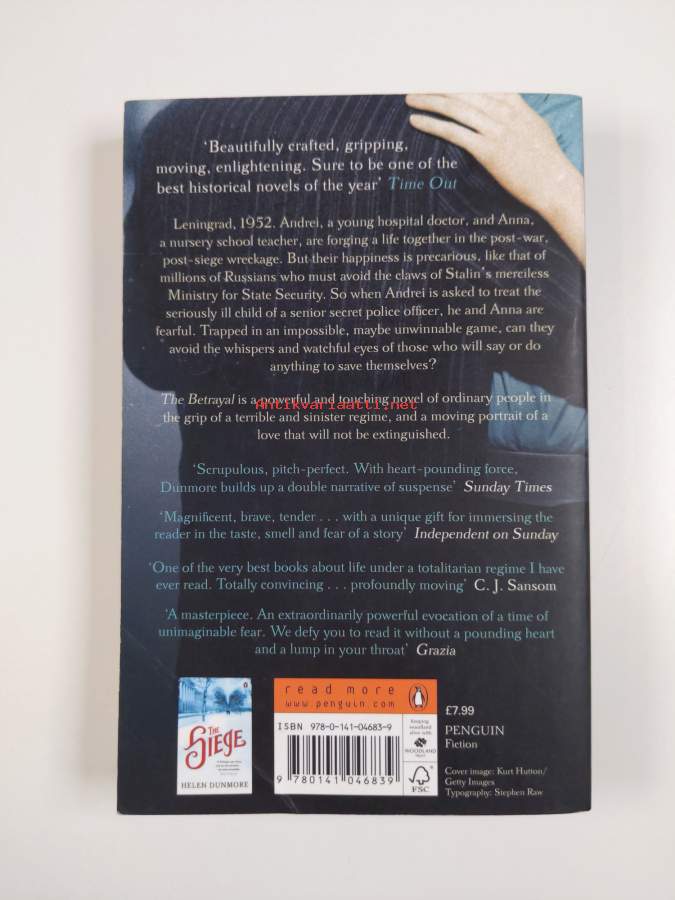 ‘Beautifully crafted, gripping,
moving, enlightening. Sure to be one of the
best historical novels of the year’ Time Out
Leningrad, 1952. Andrei, a young hospital doctor, and Anna,
a nursery school teacher, are forging a life together in the post-war,
post-siege wreckage. But their happiness is precarious, like that of
millions of Russians who must avoid the claws of Stalin’s merciless
Ministry for State Security. So when Andrei is asked to treat the
seriously ill child of a senior secret police officer, he and Anna are
fearful. Trapped in an impossible, maybe unwinnable game, can they
avoid the whispers and watchful eyes of those who will say or do
anything to save themselves?
The Betrayal is a powerful and touching novel of ordinary people in
Antikvariaatti.net
the grip of a terrible and sinister regime, and a moving portrait of a
love that will not be extinguished.
‘Scrupulous, pitch-perfect. With heart-pounding force,
Dunmore builds up a double narrative of suspense’ Sunday Times
‘Magnificent, brave, tender . . . with a unique gift for immersing the
reader in the taste, smell and fear of a story’ Independent on Sunday
‘One of the very best books about life under a totalitarian regime I have
ever read. Totally convincing . . . profoundly moving’ C. J. Sansom
‘A masterpiece. An extraordinarily powerful evocation of a time of
unimaginable fear. We defy you to read it without a pounding heart
and a lump in your throat’ Grazia
THE
SIEGE
HELEN DUNMORE
read more
www.penguin.com
ISBN 978-0-141-04683-9
9 780141 046839
Keeping
woodland
alive with
WOODLAND
TRUST
FSC
£7.99
PENGUIN
Fiction
Cover image: Kurt Hutton/
Getty Images
Typography: Stephen Raw